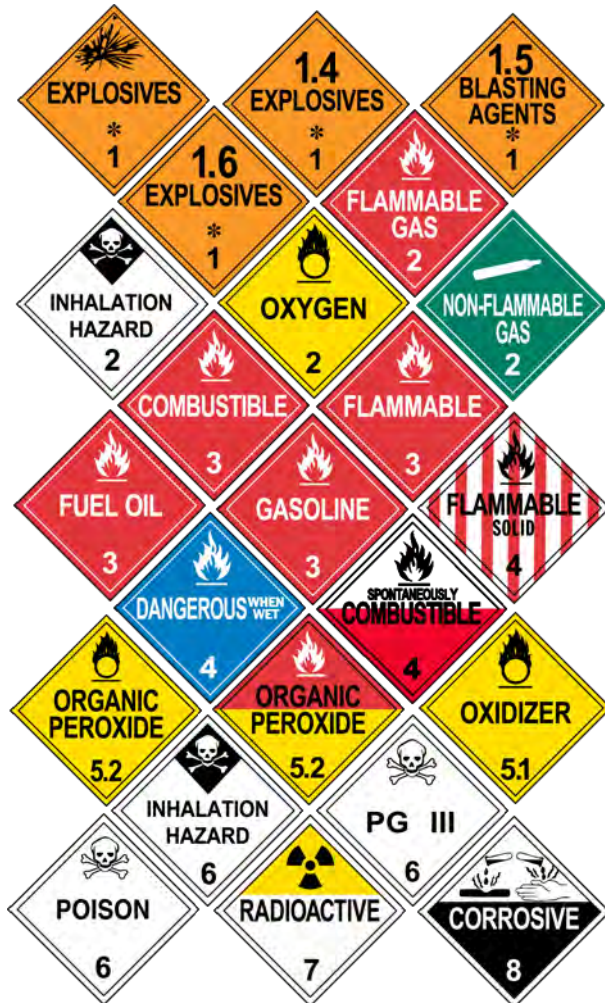 EXPLOSIVES
*
1
1.4
EXPLOSIVES
*
1
1.5
BLASTING
AGENTS
*
1
1.6
EXPLOSIVES
*
1
FLAMMABLE
GAS
2
INHALATION
HAZARD
2
OXYGEN
2
NON-FLAMMABLE
GAS
2
COMBUSTIBLE
3
FLAMMABLE
3
FUEL OIL
3
GASOLINE
3
FLAMMABLE
SOLID
4
DANGEROUS WHEN
WET
4
SPONTANEOUSLY
COMBUSTIBLE
4
ORGANIC
PEROXIDE
5.2
ORGANIC
PEROXIDE
5.2
OXIDIZER
5.1
INHALATION
HAZARD
6
PG III
6
POISON
6
RADIOACTIVE
7
CORROSIVE
8